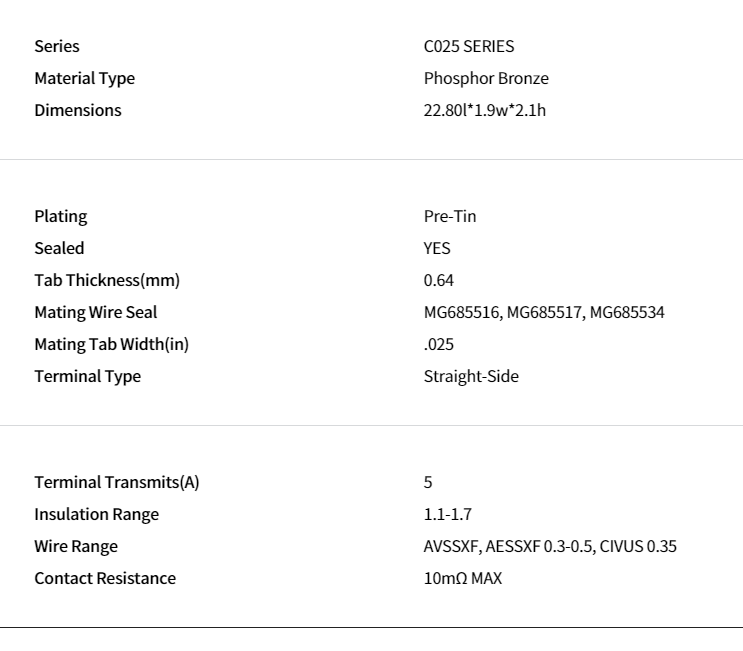 Series C025 SERIES
Material Type Phosphor Bronze
Dimensions 22.80l*1.9w*2.1h
Plating Pre-Tin
Sealed YES
Tab Thickness(mm) 0.64
Mating Wire Seal MG685516, MG685517, MG685534
Mating Tab Width(in) .025
Terminal Type Straight-Side
Terminal Transmits(A) 5
Insulation Range 1.1-1.7
Wire Range AVSSXF, AESSXF 0.3-0.5, CIVUS 0.35
Contact Resistance 10mΩ MAX